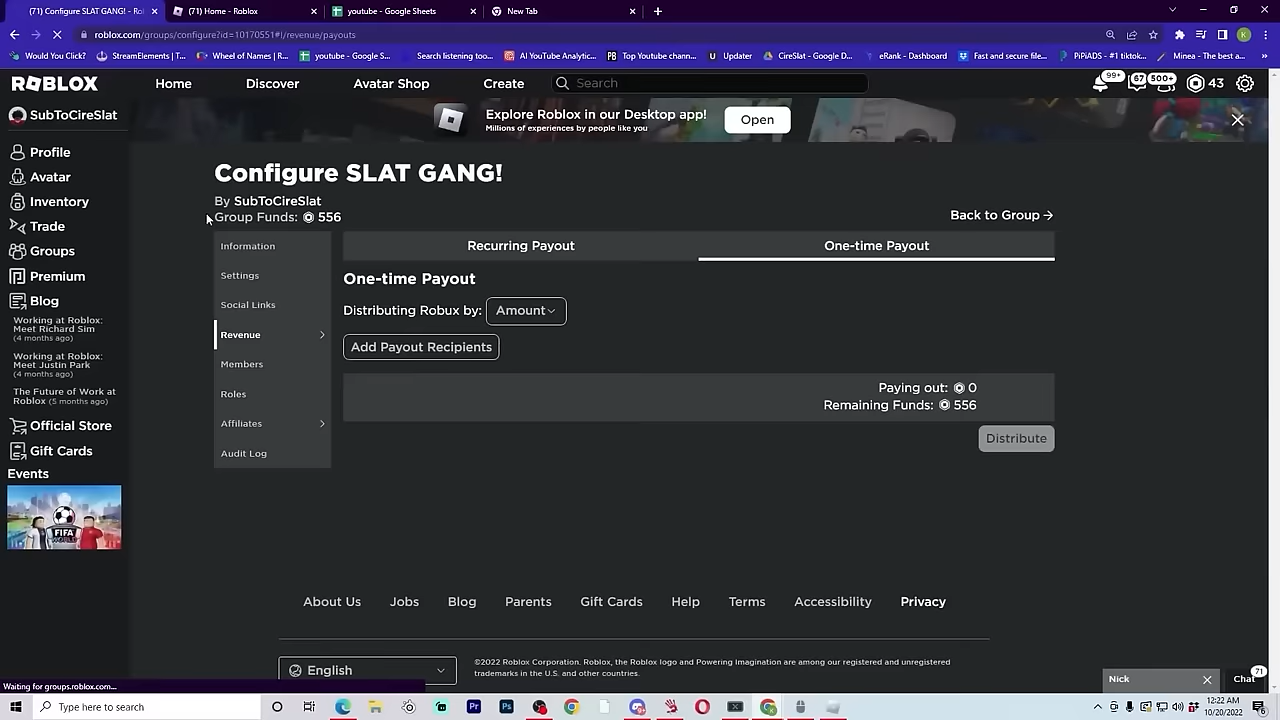 (71) Configure SLAT GANG! - Rob
(71) Home - Roblox
youtube - Google Sheets
New Tab
roblox.com/groups/configure?id=10170551#!/revenue/payouts
Would You Click?
StreamElements
Wheel of Names | R...
youtube - Google S...
Search listening too...
AI YouTube Analytic...
Top Youtube chann...
Updater
CireSlat - Google D...
eRank - Dashboard
Fast and secure file...
PiPiADS - #1 tiktok...
Minea - The best a...
ROBLOX
Home
Discover
Avatar Shop
Create
Search
99+
67
500+
43
SubToCireSlat
Explore Roblox in our Desktop app!
Millions of experiences by people like you
Open
Profile
Avatar
Inventory
Trade
Groups
Premium
Blog
Working at Roblox:
Meet Richard Sim
(4 months ago)
Working at Roblox:
Meet Justin Park
(4 months ago)
The Future of Work at
Roblox (5 months ago)
Official Store
Gift Cards
Events
FIFA
WORLD
Configure SLAT GANG!
By SubToCireSlat
Group Funds: 556
Back to Group
Information
Settings
Social Links
Revenue
Members
Roles
Affiliates
Audit Log
Recurring Payout
One-time Payout
One-time Payout
Distributing Robux by: Amount
Add Payout Recipients
Paying out: 0
Remaining Funds: 556
Distribute
About Us
Jobs
Blog
Parents
Gift Cards
Help
Terms
Accessibility
Privacy
English
©2022 Roblox Corporation. Roblox, the Roblox logo and Powering Imagination are among our registered and unregistered
trademarks in the U.S. and other countries.
Nick
Chat
71
Waiting for groups.roblox.com...
Type here to search
12:22 AM
10/20/2022